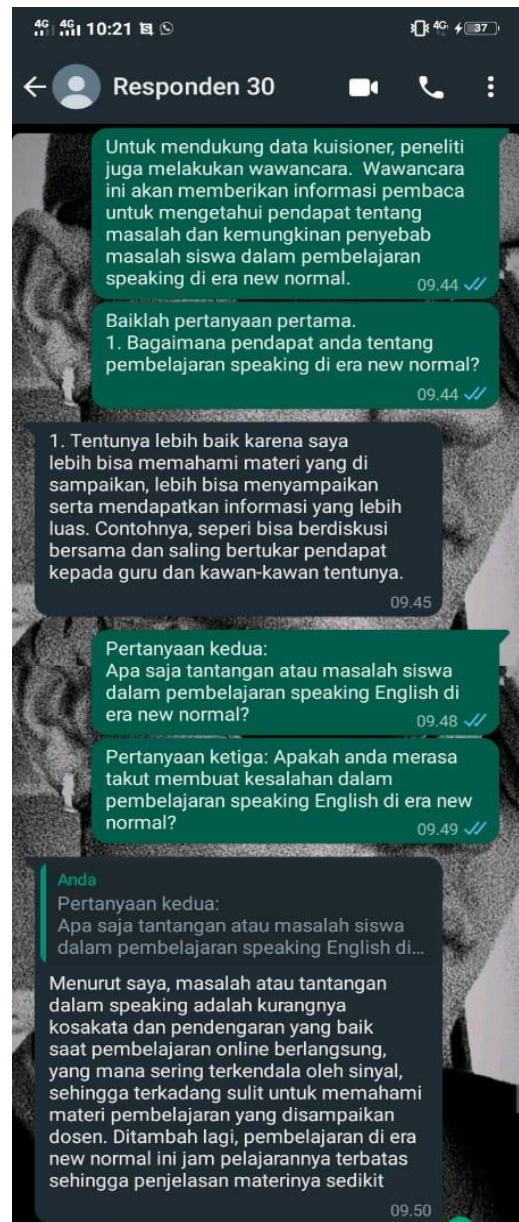 4G 4G 10:21 4G 37
Responden 30
Untuk mendukung data kuisioner, peneliti
juga melakukan wawancara. Wawancara
ini akan memberikan informasi pembaca
untuk mengetahui pendapat tentang
masalah dan kemungkinan penyebab
masalah siswa dalam pembelajaran
speaking di era new normal.
09.44
Baiklah pertanyaan pertama.
1. Bagaimana pendapat anda tentang
pembelajaran speaking di era new normal?
09.44
1. Tentunya lebih baik karena saya
lebih bisa memahami materi yang di
sampaikan, lebih bisa menyampaikan
serta mendapatkan informasi yang lebih
luas. Contohnya, seperi bisa berdiskusi
bersama dan saling bertukar pendapat
kepada guru dan kawan-kawan tentunya.
09.45
Pertanyaan kedua:
Apa saja tantangan atau masalah siswa
dalam pembelajaran speaking English di
era new normal?
09.48
Pertanyaan ketiga: Apakah anda merasa
takut membuat kesalahan dalam
pembelajaran speaking English di era new
normal?
09.49
Anda
Pertanyaan kedua:
Apa saja tantangan atau masalah siswa
dalam pembelajaran speaking English di...
Menurut saya, masalah atau tantangan
dalam speaking adalah kurangnya
kosakata dan pendengaran yang baik
saat pembelajaran online berlangsung,
yang mana sering terkendala oleh sinyal,
sehingga terkadang sulit untuk memahami
materi pembelajaran yang disampaikan
dosen. Ditambah lagi, pembelajaran di era
new normal ini jam pelajarannya terbatas
sehingga penjelasan materinya sedikit
09.50